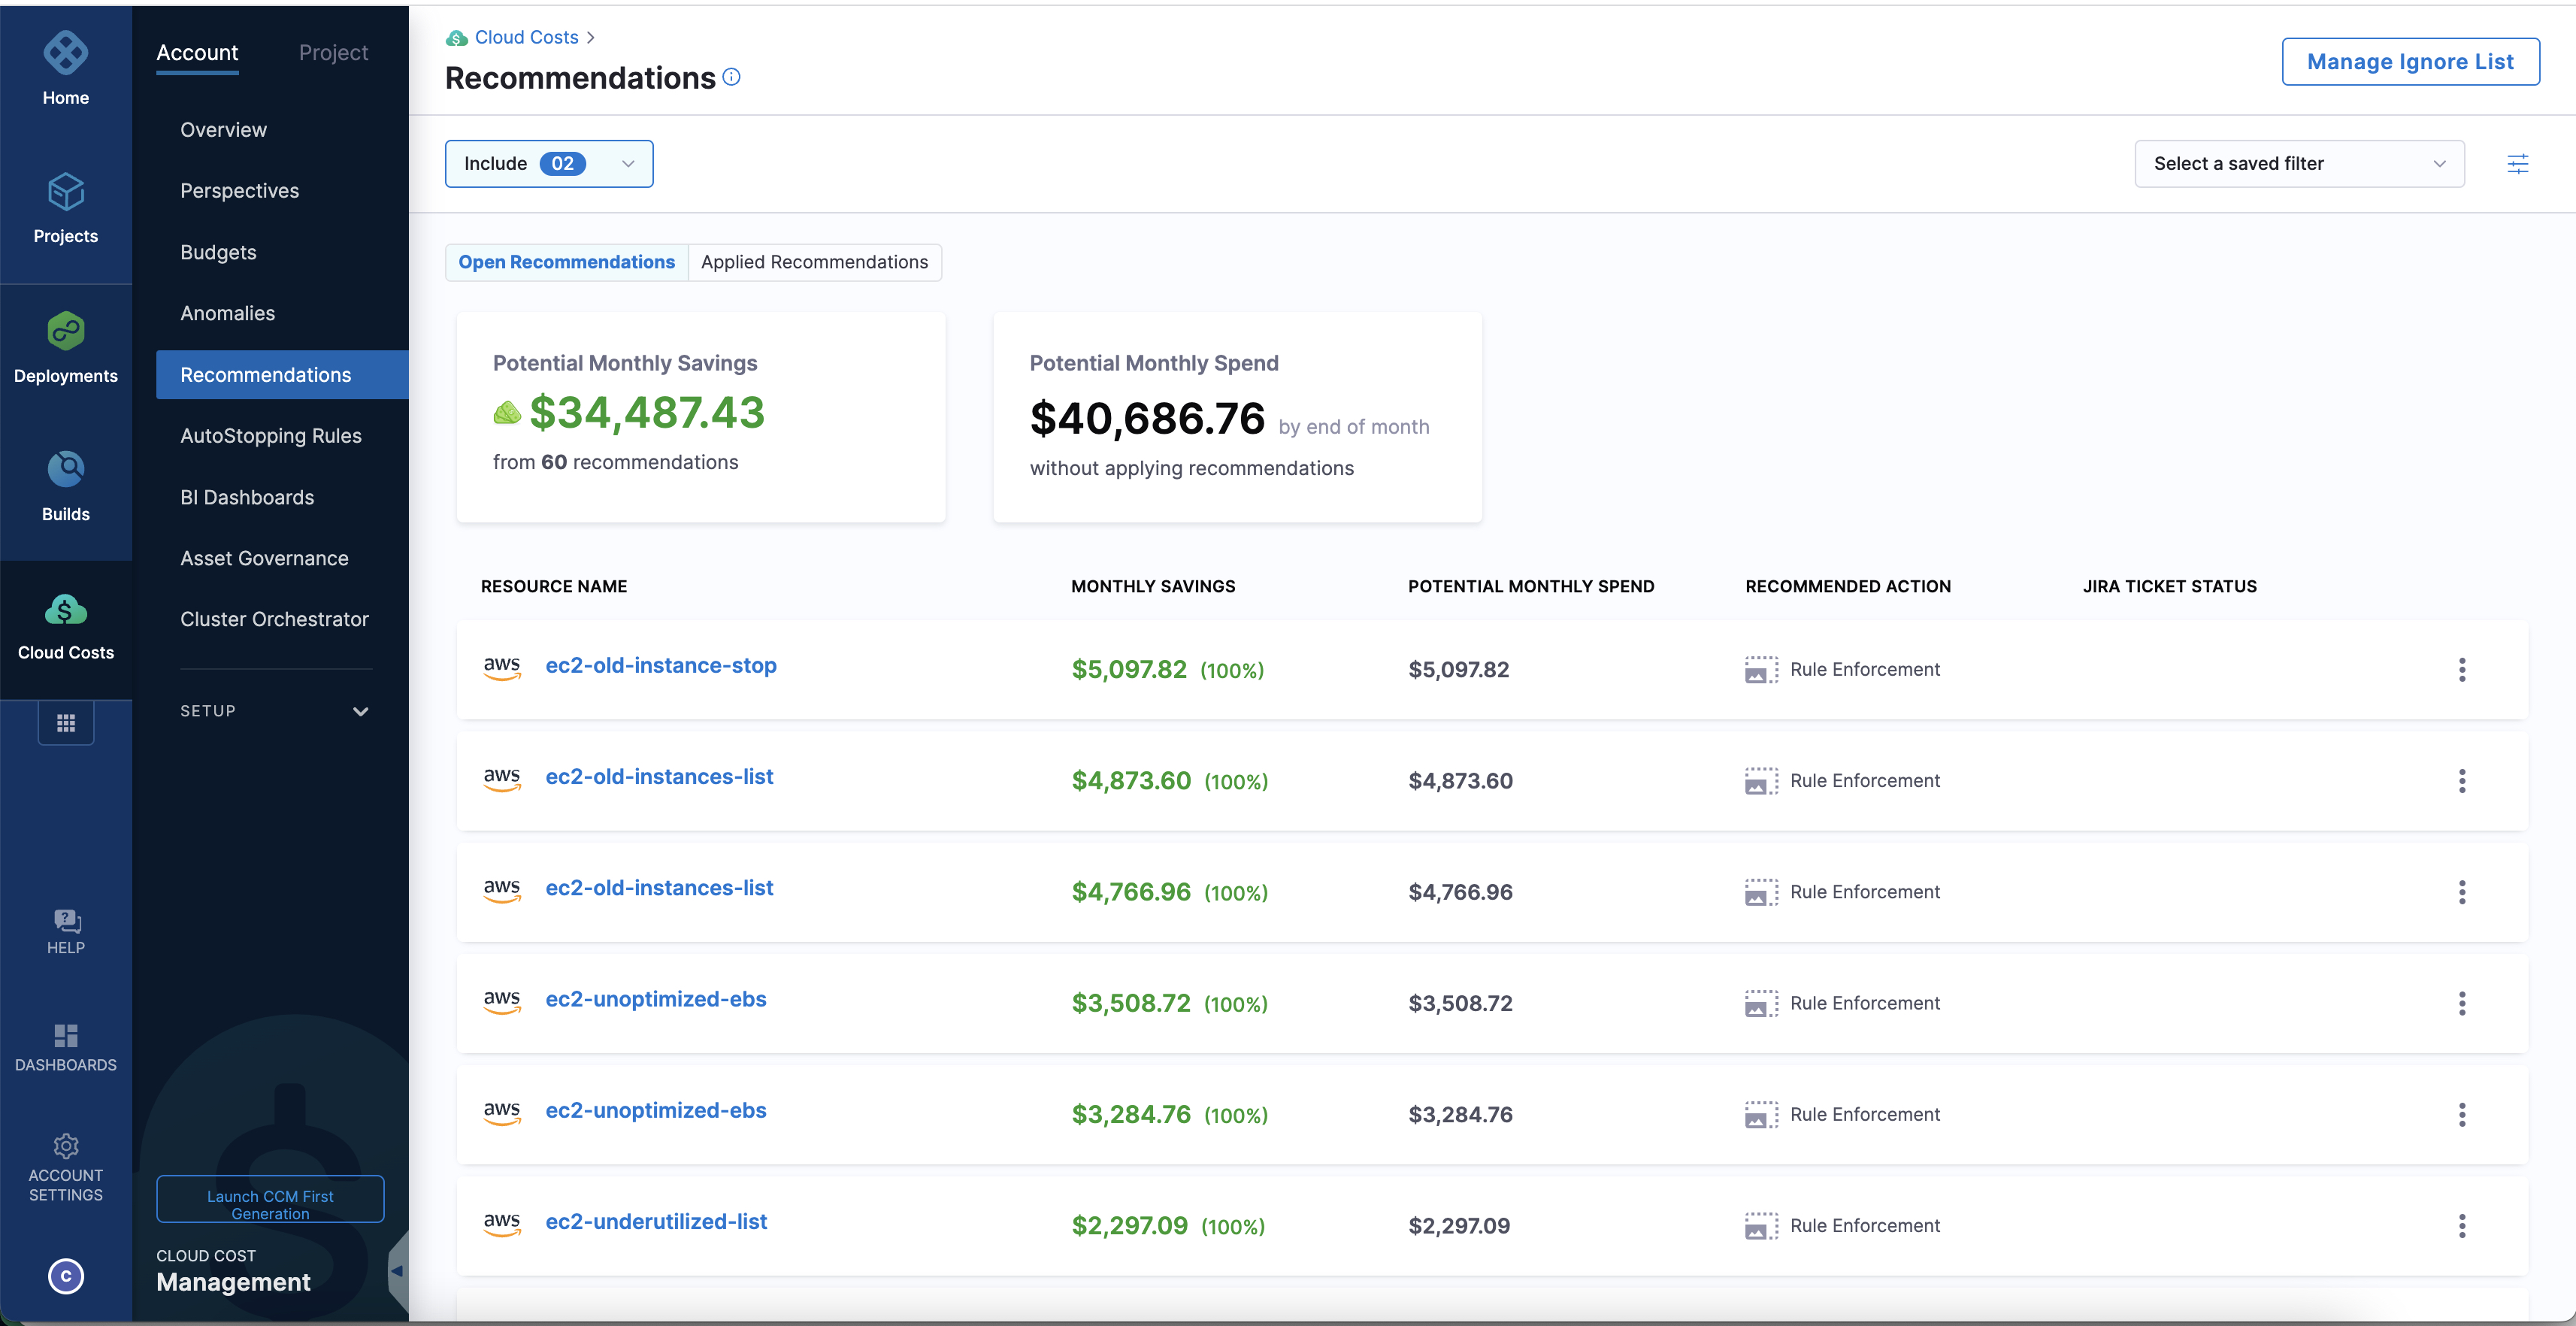 Home
Projects
Deployments
Builds
Cloud Costs
HELP
DASHBOARDS
ACCOUNT
SETTINGS
C
Account Project
Overview
Perspectives
Budgets
Anomalies
Recommendations
AutoStopping Rules
BI Dashboards
Asset Governance
Cluster Orchestrator
SETUP
Launch CCM First
Generation
CLOUD COST
Management
Cloud Costs
Recommendations
Manage Ignore List
Include 02
Select a saved filter
Open Recommendations Applied Recommendations
Potential Monthly Savings
$34,487.43
from 60 recommendations
Potential Monthly Spend
$40,686.76 by end of month
without applying recommendations
RESOURCE NAME MONTHLY SAVINGS POTENTIAL MONTHLY SPEND RECOMMENDED ACTION JIRA TICKET STATUS
aws ec2-old-instance-stop $5,097.82 (100%) $5,097.82 Rule Enforcement
aws ec2-old-instances-list $4,873.60 (100%) $4,873.60 Rule Enforcement
aws ec2-old-instances-list $4,766.96 (100%) $4,766.96 Rule Enforcement
aws ec2-unoptimized-ebs $3,508.72 (100%) $3,508.72 Rule Enforcement
aws ec2-unoptimized-ebs $3,284.76 (100%) $3,284.76 Rule Enforcement
aws ec2-underutilized-list $2,297.09 (100%) $2,297.09 Rule Enforcement